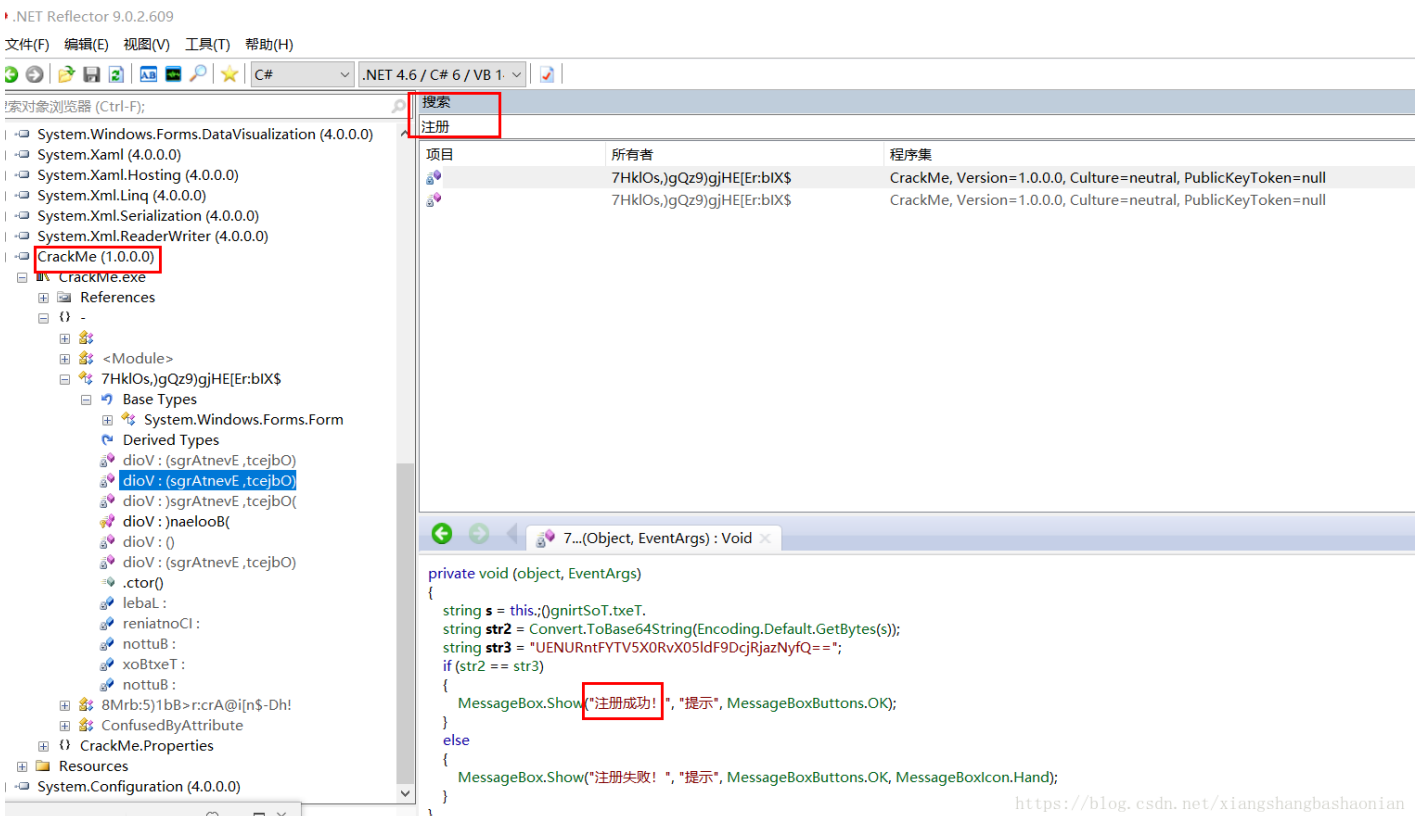 .NET Reflector 9.0.2.609
文件(F) 编辑(E) 视图(V) 工具(T) 帮助(H)
C# .NET 4.6 / C# 6 / VB 1
索对象浏览器 (Ctrl-F);
System.Windows.Forms.DataVisualization (4.0.0.0)
System.Xaml (4.0.0.0)
System.Xaml.Hosting (4.0.0.0)
System.Xml.Linq (4.0.0.0)
System.Xml.Serialization (4.0.0.0)
System.Xml.ReaderWriter (4.0.0.0)
CrackMe (1.0.0.0)
CrackMe.exe
References
{} -
<Module>
7HklOs,)gQz9)gjHE[Er:bIX$
Base Types
System.Windows.Forms.Form
Derived Types
dioV : (sgrAtnevE ,tcejbO)
dioV : (sgrAtnevE ,tcejbO)
dioV : )sgrAtnevE ,tcejbO(
dioV : )naelooB(
dioV : ()
dioV : (sgrAtnevE ,tcejbO)
.ctor()
lebaL :
reniatnoCI :
nottuB :
xoBtxeT :
nottuB :
8Mrb:5)1bB>r:crA@i[n$-Dh!
ConfusedByAttribute
{} CrackMe.Properties
Resources
System.Configuration (4.0.0.0)
搜索
注册
项目 所有者 程序集
7HklOs,)gQz9)gjHE[Er:bIX$ CrackMe, Version=1.0.0.0, Culture=neutral, PublicKeyToken=null
7HklOs,)gQz9)gjHE[Er:bIX$ CrackMe, Version=1.0.0.0, Culture=neutral, PublicKeyToken=null
7...(Object, EventArgs) : Void
private void (object, EventArgs)
{
string s = this.;()gnirtSoT.txeT.
string str2 = Convert.ToBase64String(Encoding.Default.GetBytes(s));
string str3 = "UENURntFYTV5X0RvX05ldF9DcjRjazNyfQ==";
if (str2 == str3)
{
MessageBox.Show("注册成功！", "提示", MessageBoxButtons.OK);
}
else
{
MessageBox.Show("注册失败！", "提示", MessageBoxButtons.OK, MessageBoxIcon.Hand);
}
}
https://blog.csdn.net/xiangshangbashaonian